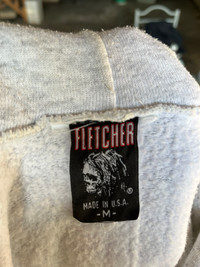 FLETCHER
®
MADE IN U.S.A.
-M-